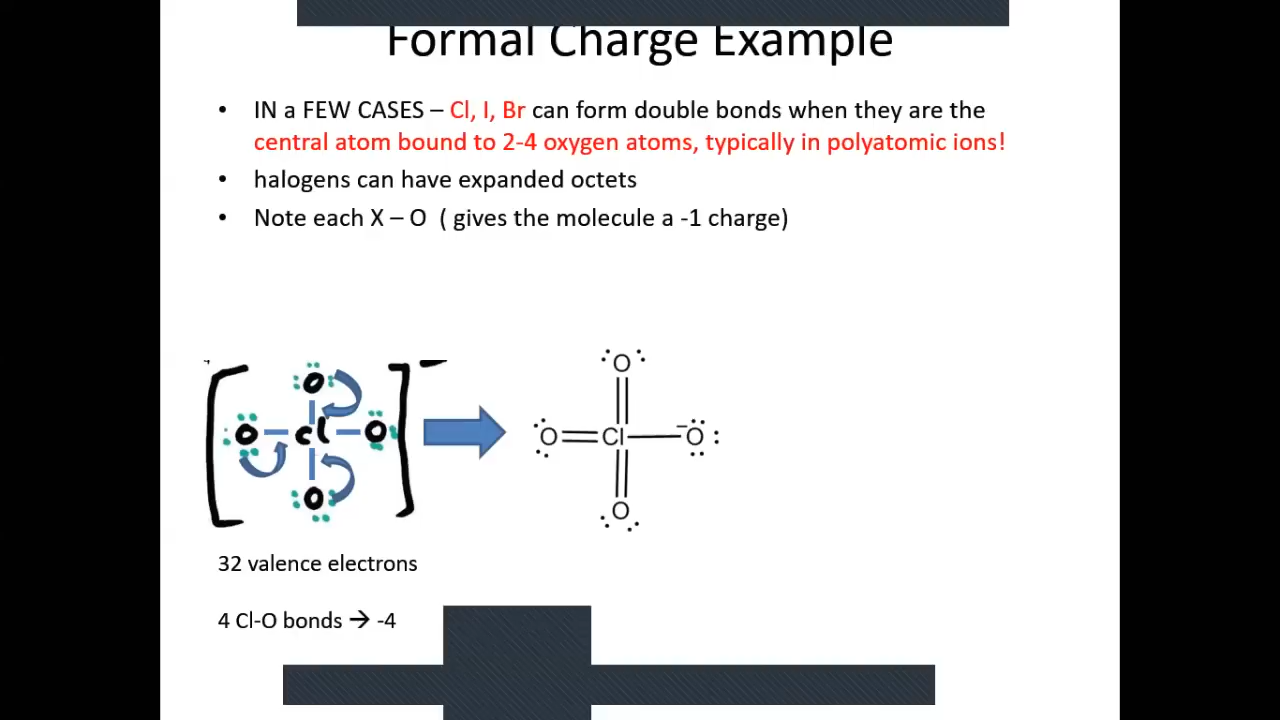 Formal Charge Example
• IN a FEW CASES – Cl, I, Br can form double bonds when they are the
central atom bound to 2-4 oxygen atoms, typically in polyatomic ions!
• halogens can have expanded octets
• Note each X – O ( gives the molecule a -1 charge)
O
O Cl O
O
O
O Cl O
O
32 valence electrons
4 Cl-O bonds → -4